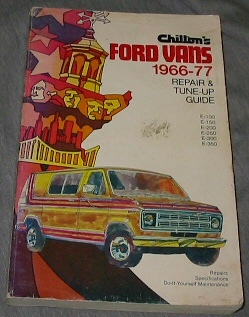 Chilton's
FORD VANS
1966-77
REPAIR &
TUNE-UP
GUIDE
E-100
E-150
E-200
E-250
E-300
E-350
Repairs
Specifications
Do-It-Yourself Maintenance